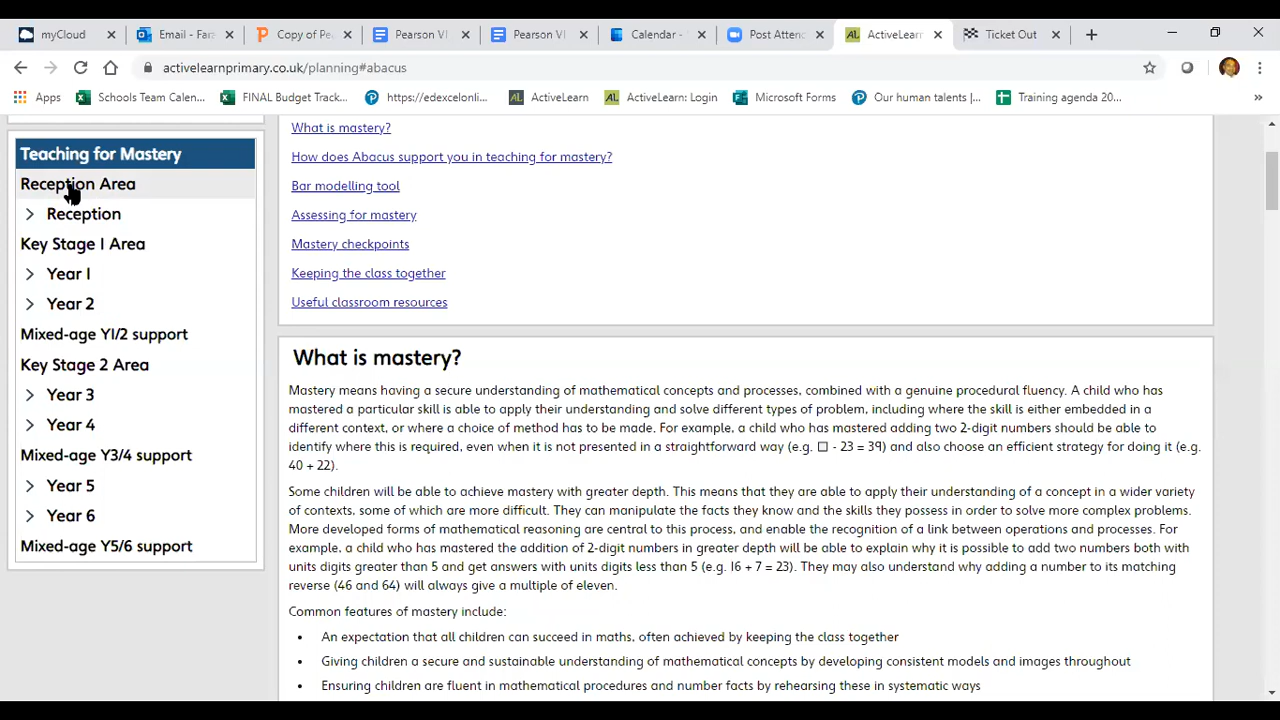 myCloud
Email - Fars
Copy of Pe
Pearson VI
Pearson VI
Calendar -
Post Attend
ActiveLearn
Ticket Out
activelearnprimary.co.uk/planning#abacus
Apps
Schools Team Calen...
FINAL Budget Track...
https://edexcelonli...
ActiveLearn
ActiveLearn: Login
Microsoft Forms
Our human talents |...
Training agenda 20...
Teaching for Mastery
Reception Area
Reception
Key Stage 1 Area
Year 1
Year 2
Mixed-age Y1/2 support
Key Stage 2 Area
Year 3
Year 4
Mixed-age Y3/4 support
Year 5
Year 6
Mixed-age Y5/6 support
What is mastery?
How does Abacus support you in teaching for mastery?
Bar modelling tool
Assessing for mastery
Mastery checkpoints
Keeping the class together
Useful classroom resources
What is mastery?
Mastery means having a secure understanding of mathematical concepts and processes, combined with a genuine procedural fluency. A child who has
mastered a particular skill is able to apply their understanding and solve different types of problem, including where the skill is either embedded in a
different context, or where a choice of method has to be made. For example, a child who has mastered adding two 2-digit numbers should be able to
identify where this is required, even when it is not presented in a straightforward way (e.g. □ - 23 = 39) and also choose an efficient strategy for doing it (e.g.
40 + 22).
Some children will be able to achieve mastery with greater depth. This means that they are able to apply their understanding of a concept in a wider variety
of contexts, some of which are more difficult. They can manipulate the facts they know and the skills they possess in order to solve more complex problems.
More developed forms of mathematical reasoning are central to this process, and enable the recognition of a link between operations and processes. For
example, a child who has mastered the addition of 2-digit numbers in greater depth will be able to explain why it is possible to add two numbers both with
units digits greater than 5 and get answers with units digits less than 5 (e.g. 16 + 7 = 23). They may also understand why adding a number to its matching
reverse (46 and 64) will always give a multiple of eleven.
Common features of mastery include:
• An expectation that all children can succeed in maths, often achieved by keeping the class together
• Giving children a secure and sustainable understanding of mathematical concepts by developing consistent models and images throughout
• Ensuring children are fluent in mathematical procedures and number facts by rehearsing these in systematic ways